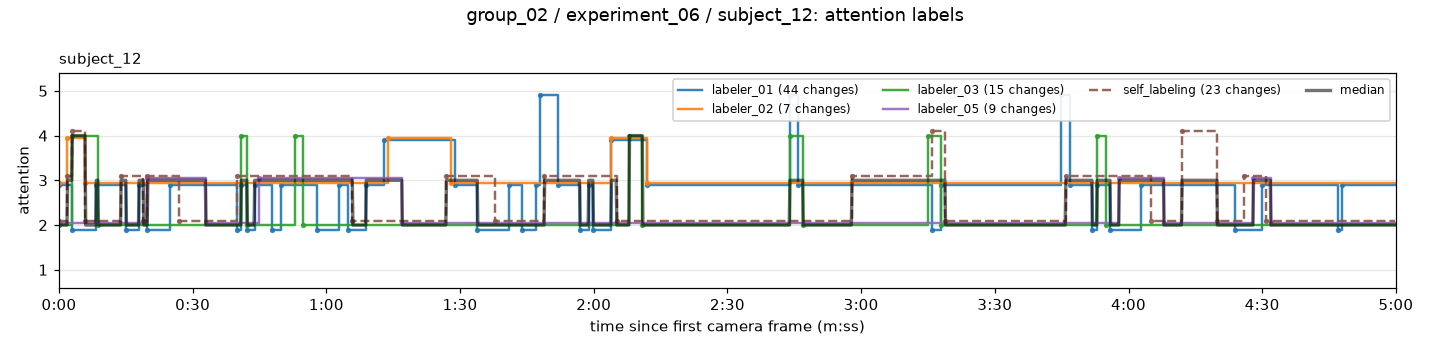 group_02 / experiment_06 / subject_12: attention labels
subject_12
labeler_01 (44 changes)
labeler_02 (7 changes)
labeler_03 (15 changes)
labeler_05 (9 changes)
self_labeling (23 changes)
median
attention
5
4
3
2
1
0:00 0:30 1:00 1:30 2:00 2:30 3:00 3:30 4:00 4:30 5:00
time since first camera frame (m:ss)